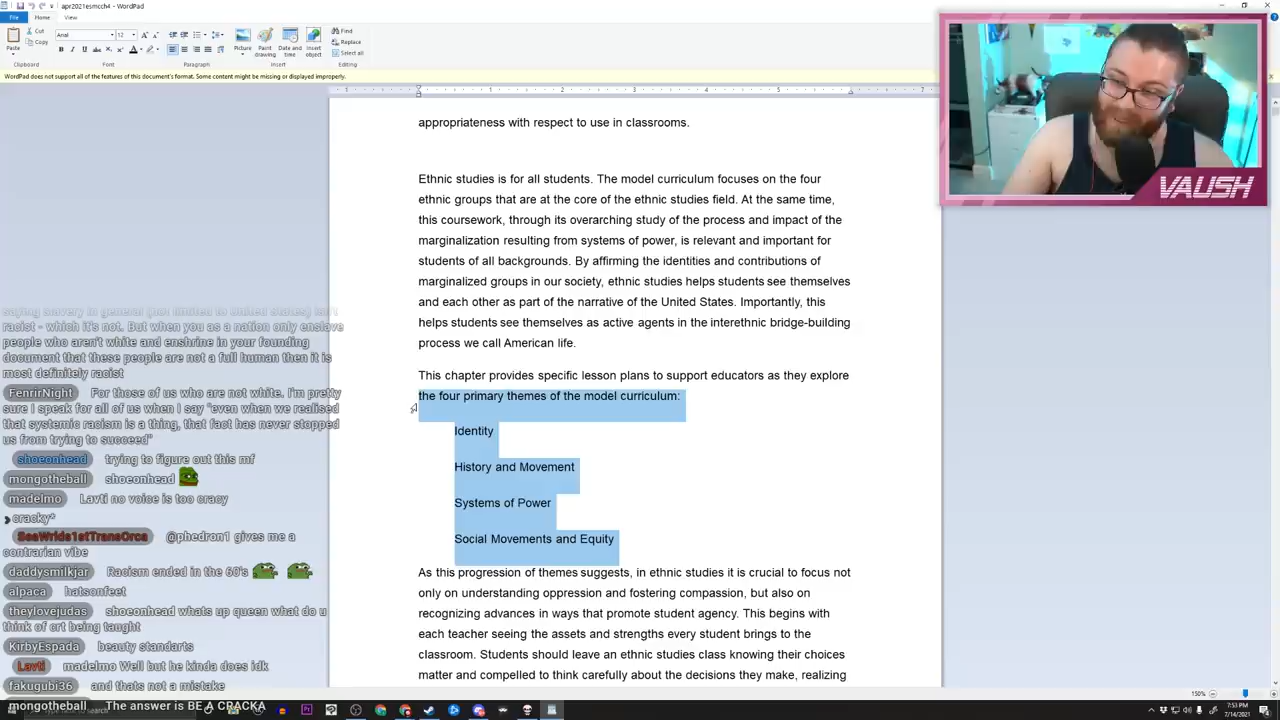 apr2021esmcch4 - WordPad
File
Home
View
Cut
Copy
Paste
Clipboard
Arial
12
Font
Paragraph
Picture
Paint drawing
Date and time
Insert object
Insert
Find
Replace
Select all
Editing
WordPad does not support all of the features of this document's format. Some content might be missing or displayed improperly.
appropriateness with respect to use in classrooms.
Ethnic studies is for all students. The model curriculum focuses on the four
ethnic groups that are at the core of the ethnic studies field. At the same time,
this coursework, through its overarching study of the process and impact of the
marginalization resulting from systems of power, is relevant and important for
students of all backgrounds. By affirming the identities and contributions of
marginalized groups in our society, ethnic studies helps students see themselves
and each other as part of the narrative of the United States. Importantly, this
helps students see themselves as active agents in the interethnic bridge-building
process we call American life.
This chapter provides specific lesson plans to support educators as they explore
the four primary themes of the model curriculum:
Identity
History and Movement
Systems of Power
Social Movements and Equity
As this progression of themes suggests, in ethnic studies it is crucial to focus not
only on understanding oppression and fostering compassion, but also on
recognizing advances in ways that promote student agency. This begins with
each teacher seeing the assets and strengths every student brings to the
classroom. Students should leave an ethnic studies class knowing their choices
matter and compelled to think carefully about the decisions they make, realizing
VAUSH
saying slavery in general (not limited to United States) isn't
racist - which it's not. But when you as a nation only enslave
people who aren't white and enshrine in your founding
document that these people are not a full human then it is
most definitely racist
FenrirNight For those of us who are not white. I'm pretty
sure I speak for all of us when I say "even when we realised
that systemic racism is a thing, that fact has never stopped
us from trying to succeed"
shoeonhead trying to figure out this mf
mongotheball shoeonhead
madelmo Lavti no voice is too cracy
cracky*
SeaWrids1stTransOrca @phedron1 gives me a
contrarian vibe
daddysmilkjar Racism ended in the 60's
alpaca hatsonfeet
theylovejudas shoeonhead whats up queen what do u
think of crt being taught
KirbyEspada beauty standarts
Lavti madelmo Well but he kinda does idk
fakugubi36 and thats not a mistake
mongotheball The answer is BE A CRACKA
150%
7:53 PM
7/14/2021